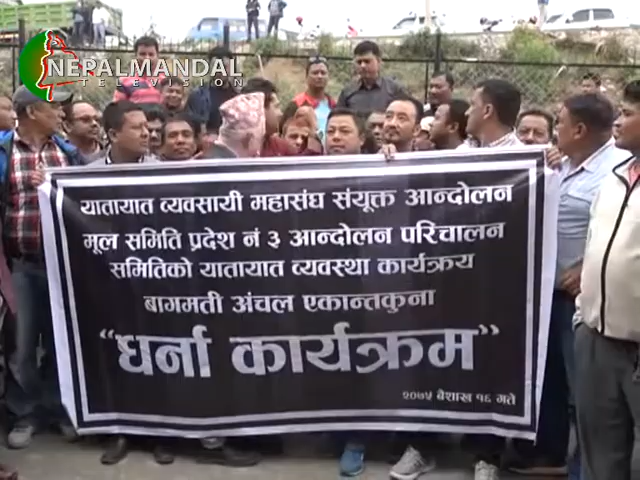 NEPALMANDAL
TELEVISION
यातायात व्यवसायी महासंघ संयूक्त आन्दोलन
मूल समिति प्रदेश नं ३ आन्दोलन परिचालन
समितिको यातायात व्यवस्था कार्यक्रय
बागमती अंचल एकान्तकुना
“धर्ना कार्यक्रम”
२०७५ बैशाख १६ गते